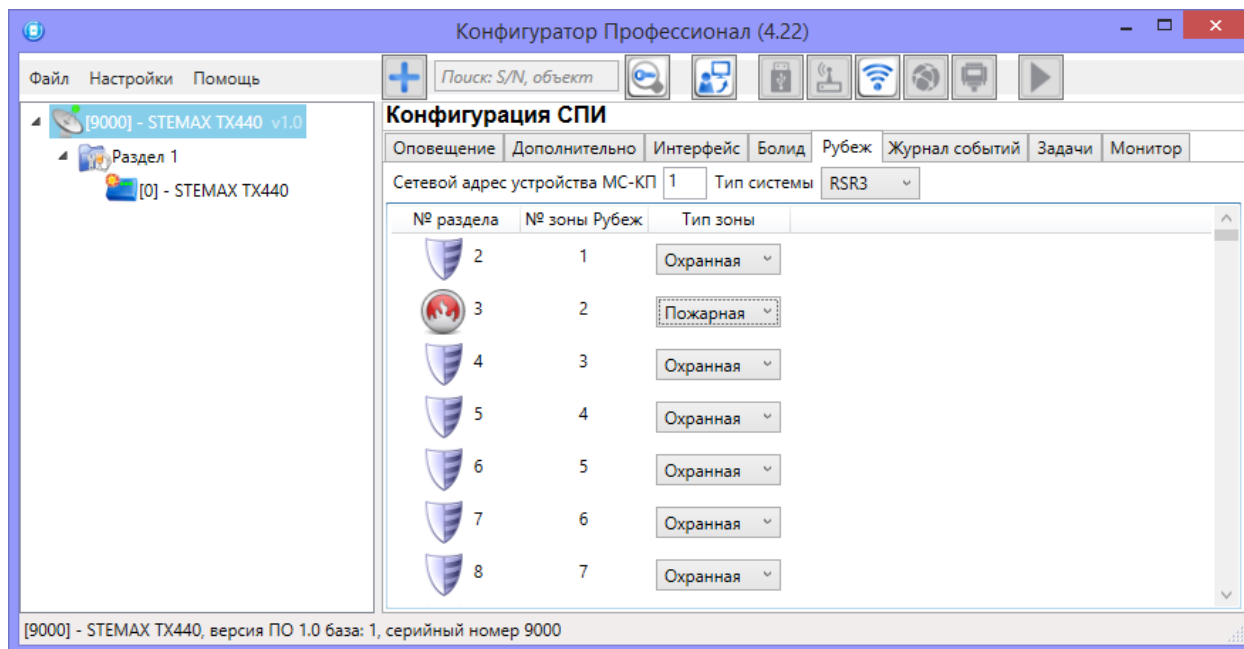 Конфигуратор Профессионал (4.22)
Файл Настройки Помощь
Поиск: S/N, объект
[9000] - STEMAX TX440 v1.0
Раздел 1
[0] - STEMAX TX440
Конфигурация СПИ
Оповещение Дополнительно Интерфейс Болид Рубеж Журнал событий Задачи Монитор
Сетевой адрес устройства МС-КП 1 Тип системы RSR3
№ раздела № зоны Рубеж Тип зоны
2 1 Охранная
3 2 Пожарная
4 3 Охранная
5 4 Охранная
6 5 Охранная
7 6 Охранная
8 7 Охранная
[9000] - STEMAX TX440, версия ПО 1.0 база: 1, серийный номер 9000